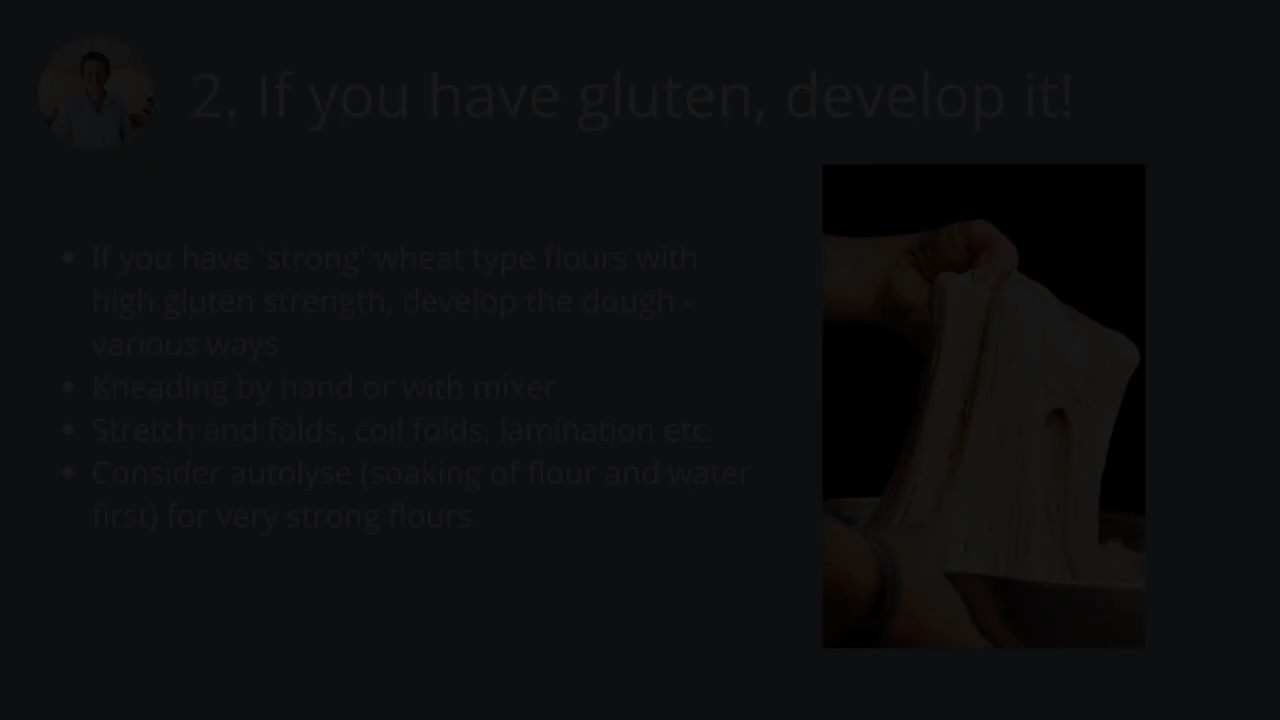 2. If you have gluten, develop it!
• If you have 'strong' wheat type flours with
high gluten strength, develop the dough -
various ways
• Kneading by hand or with mixer
• Stretch and folds, coil folds, lamination etc.
• Consider autolyse (soaking of flour and water
first) for very strong flours.